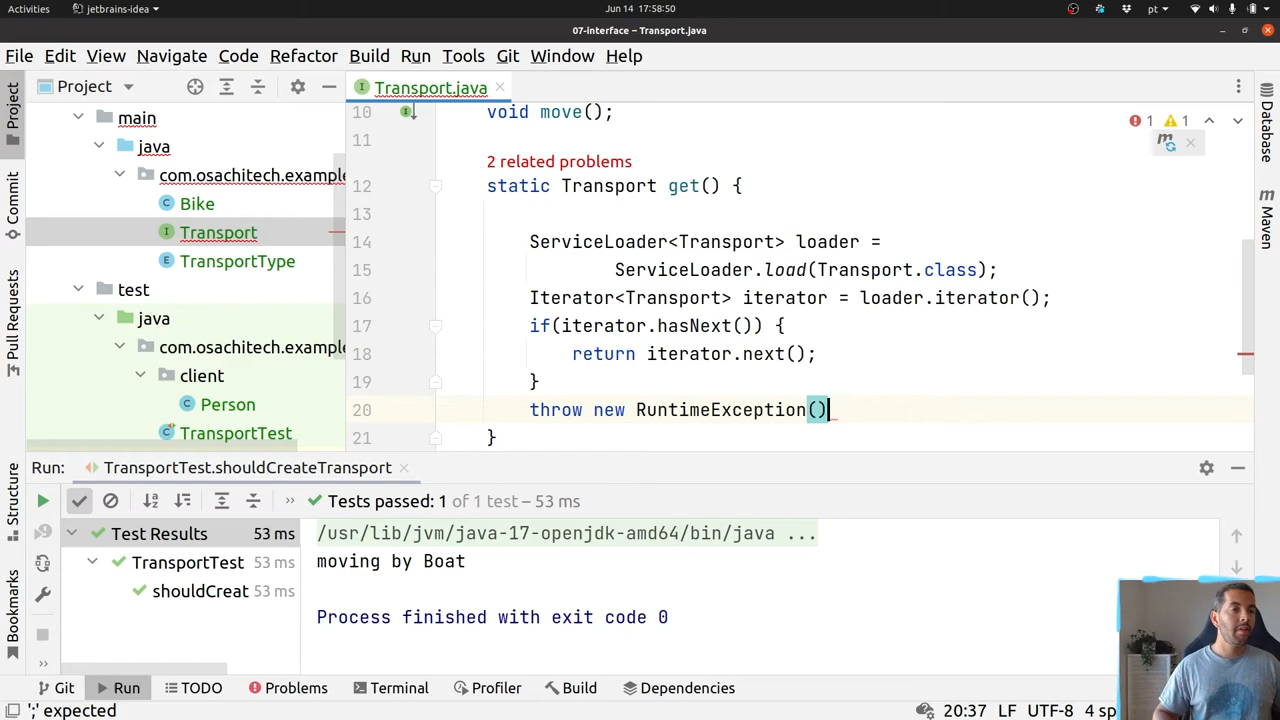 Activities
jetbrains-idea
Jun 14 17:58:50
pt
07-interface – Transport.java
File Edit View Navigate Code Refactor Build Run Tools Git Window Help
Project
Transport.java
main
java
com.osachitech.example
Bike
Transport
TransportType
test
java
com.osachitech.example
client
Person
TransportTest
Project
Commit
Pull Requests
Structure
Bookmarks
10 void move();
11
2 related problems
12 static Transport get() {
13
14 ServiceLoader<Transport> loader =
15 ServiceLoader.load(Transport.class);
16 Iterator<Transport> iterator = loader.iterator();
17 if(iterator.hasNext()) {
18 return iterator.next();
19 }
20 throw new RuntimeException()
21 }
1 1
m
Database
m Maven
Run: TransportTest.shouldCreateTransport
Tests passed: 1 of 1 test – 53 ms
Test Results 53 ms
TransportTest 53 ms
shouldCreat 53 ms
/usr/lib/jvm/java-17-openjdk-amd64/bin/java ...
moving by Boat
Process finished with exit code 0
Git Run TODO Problems Terminal Profiler Build Dependencies
';' expected
20:37 LF UTF-8 4 sp